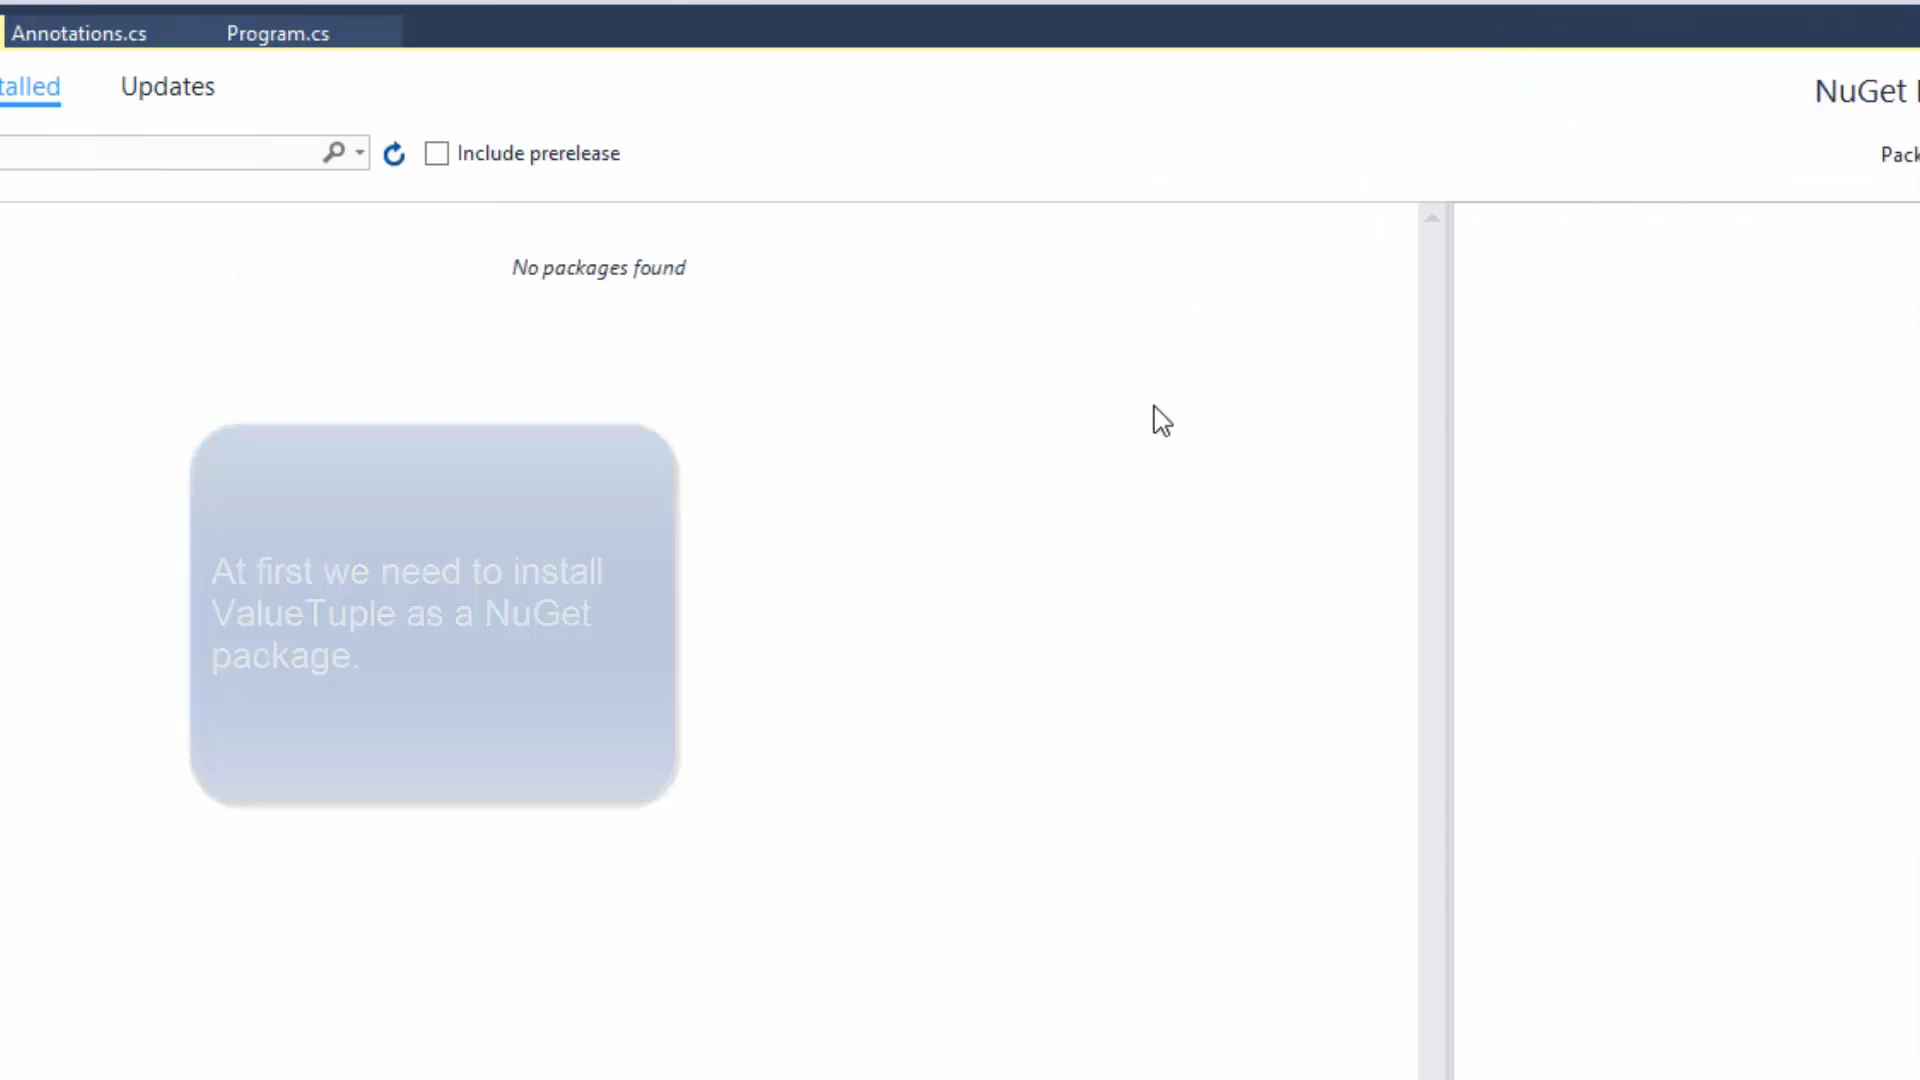 Annotations.cs Program.cs
talled Updates
NuGet
Include prerelease
Pack
No packages found
At first we need to install
ValueTuple as a NuGet
package.